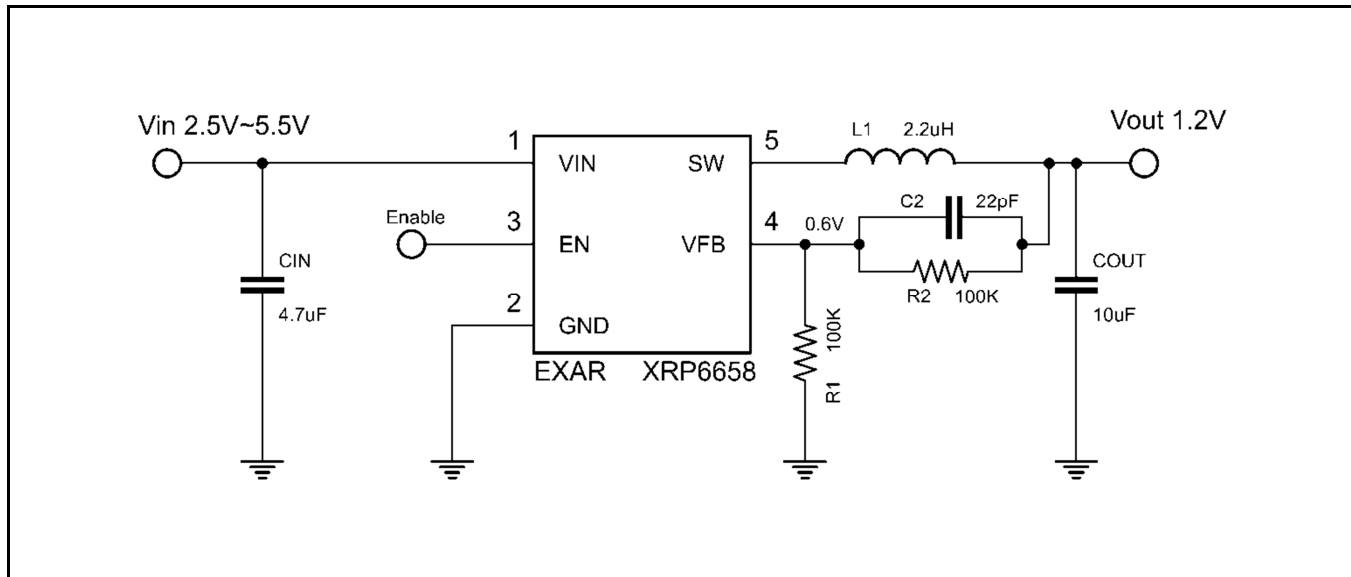 Vin 2.5V~5.5V
Vout 1.2V
1
VIN
SW
5
L1
2.2uH
Enable
3
EN
VFB
4
0.6V
C2
22pF
R2
100K
CIN
4.7uF
2
GND
EXAR
XRP6658
R1
100K
COUT
10uF